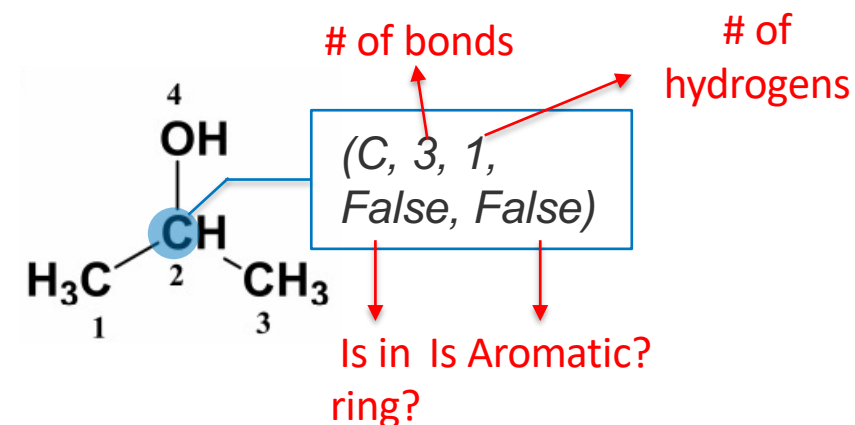 # of bonds
# of
hydrogens
4
OH
(C, 3, 1,
False, False)
CH
H₃C
2
CH₃
1
3
Is in Is Aromatic?
ring?